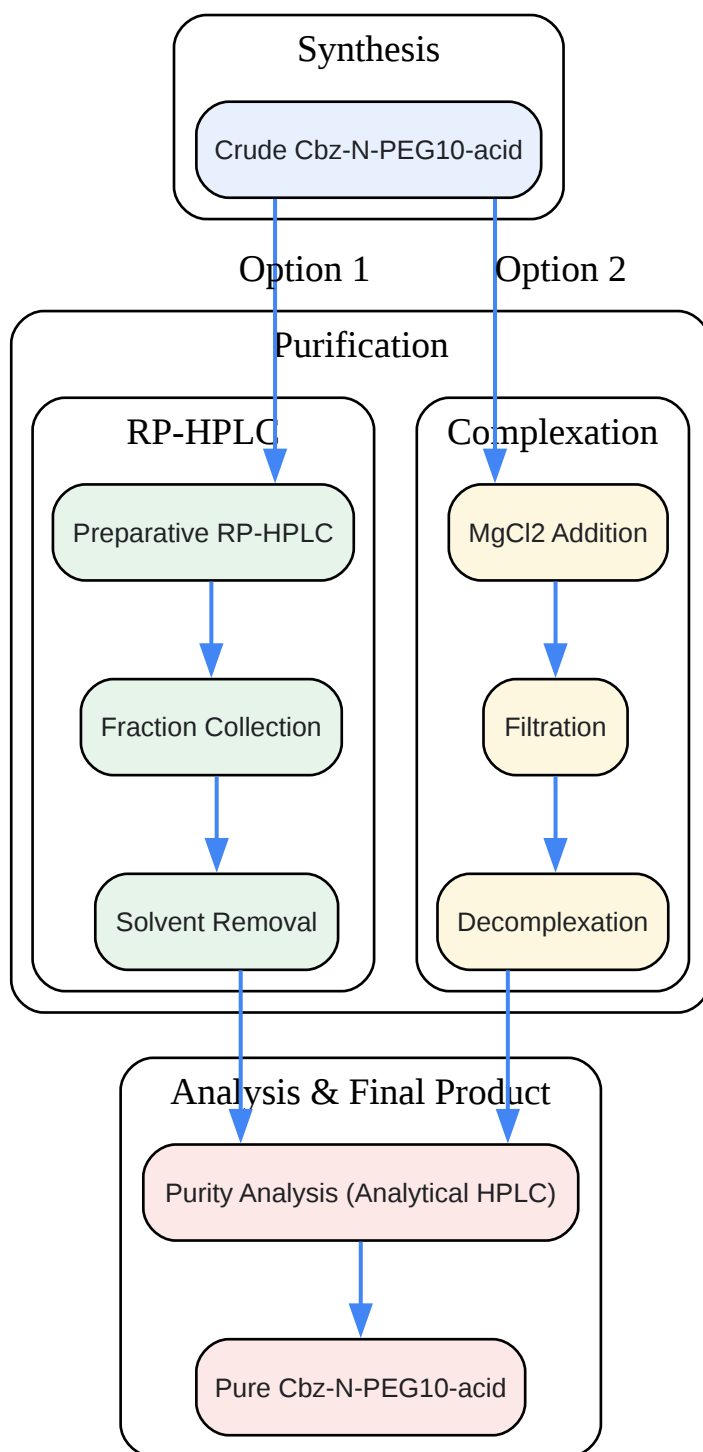 Synthesis
Crude Cbz-N-PEG10-acid
Option 1
Option 2
Purification
RP-HPLC
Complexation
Preparative RP-HPLC
MgCl2 Addition
Fraction Collection
Filtration
Solvent Removal
Decomplexation
Analysis & Final Product
Purity Analysis (Analytical HPLC)
Pure Cbz-N-PEG10-acid